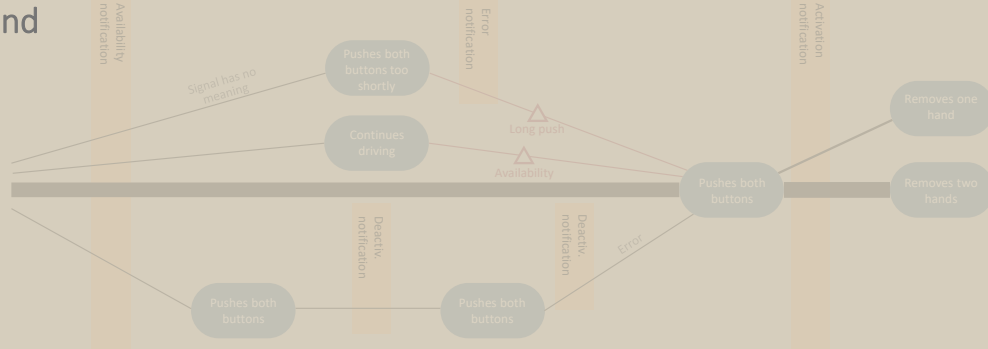 nd
Availability
notification
Error
notification
Activation
notification
Pushes both
buttons too
shortly
Signal has no
meaning
Removes one
hand
Long push
Continues
driving
Availability
Pushes both
buttons
Removes two
hands
Deactiv.
notification
Deactiv.
notification
Error
Pushes both
buttons
Pushes both
buttons